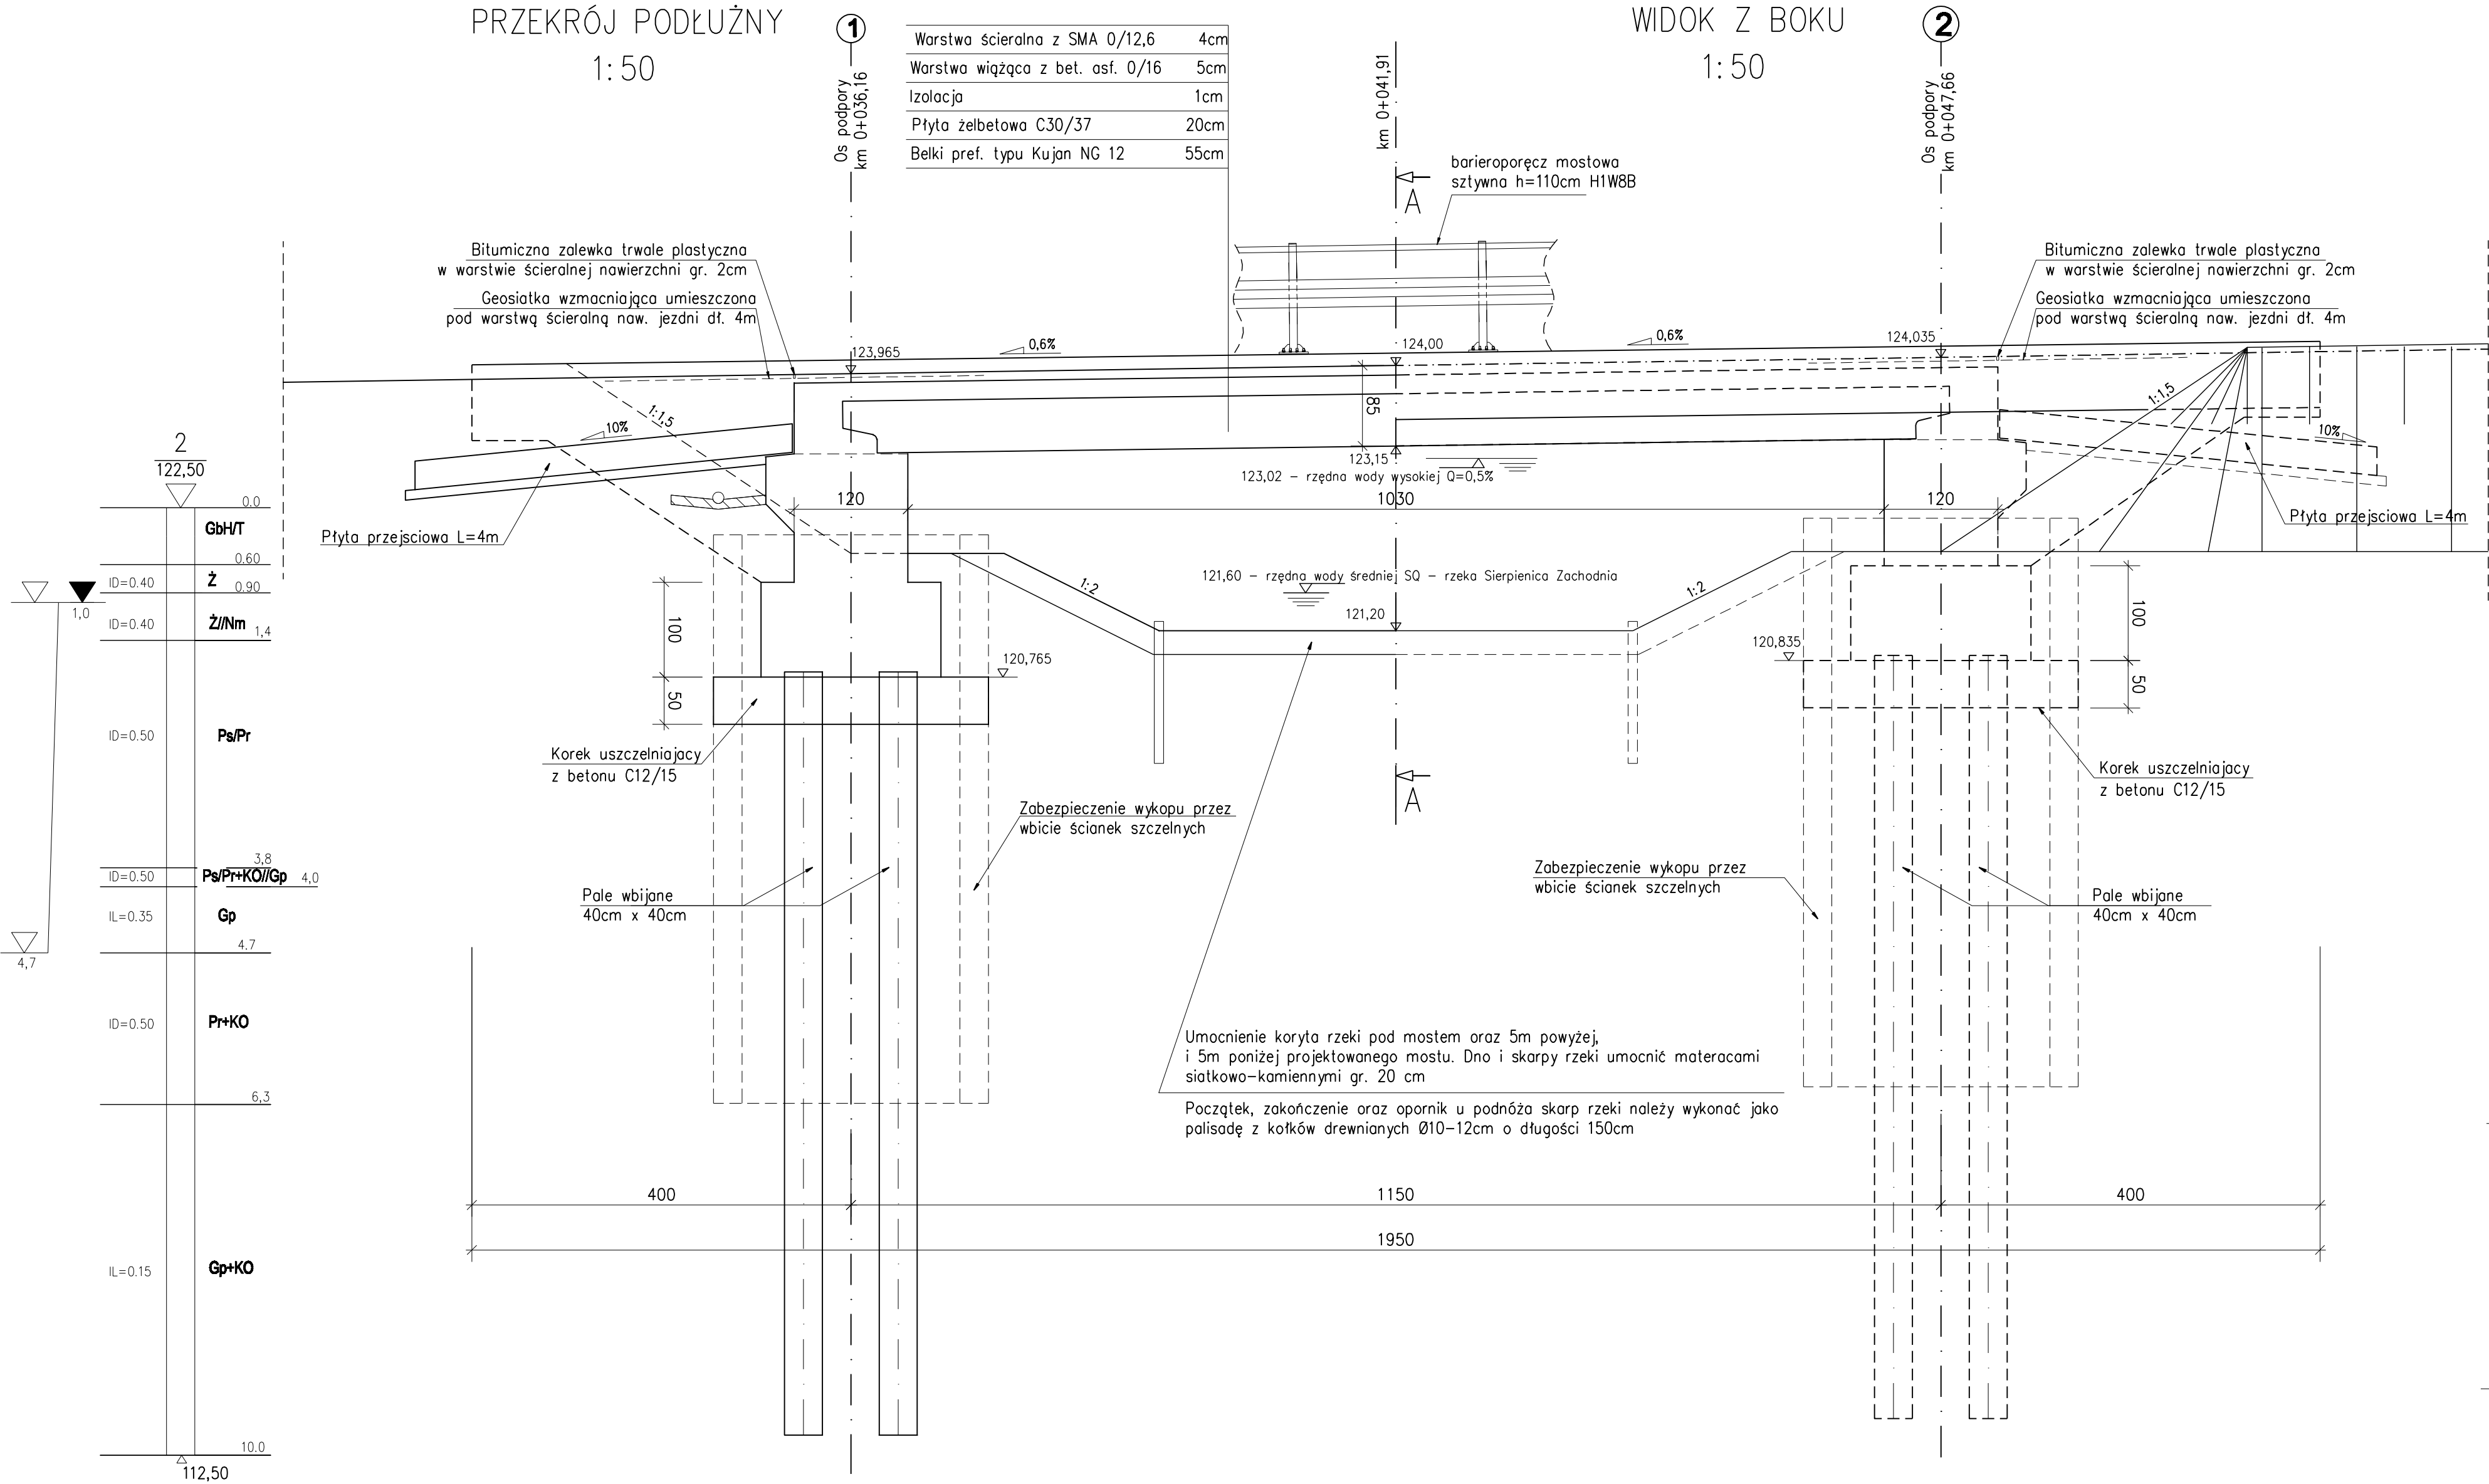 PRZEKRÓJ PODŁUŻNY
1:50
1
Os podpory
km 0+036,16
Warstwa ścieralna z SMA 0/12,6 4cm
Warstwa wiążąca z bet. asf. 0/16 5cm
Izolacja 1cm
Płyta żelbetowa C30/37 20cm
Belki pref. typu Kujan NG 12 55cm
km 0+041,91
WIDOK Z BOKU
1:50
2
Os podpory
km 0+047,66
barieroporęcz mostowa
sztywna h=110cm H1W8B
A
Bitumiczna zalewka trwale plastyczna
w warstwie ścieralnej nawierzchni gr. 2cm
Geosiatka wzmacniająca umieszczona
pod warstwą ścieralną naw. jezdni dł. 4m
Bitumiczna zalewka trwale plastyczna
w warstwie ścieralnej nawierzchni gr. 2cm
Geosiatka wzmacniająca umieszczona
pod warstwą ścieralną naw. jezdni dł. 4m
123,965
0,6%
124,00
0,6%
124,035
1:1,5
10%
85
1:1,5
10%
123,15
123,02 - rzędna wody wysokiej Q=0,5%
120
1030
120
Płyta przejsciowa L=4m
Płyta przejsciowa L=4m
2
122,50
0.0
GbH/T
0.60
ID=0.40
Ż
0.90
1,0
ID=0.40
Ż//Nm
1,4
ID=0.50
Ps/Pr
3,8
ID=0.50
Ps/Pr+KO//Gp
4,0
IL=0.35
Gp
4.7
4,7
ID=0.50
Pr+KO
6,3
IL=0.15
Gp+KO
10.0
112,50
1:2
121,60 - rzędna wody średniej SQ - rzeka Sierpienica Zachodnia
1:2
121,20
100
50
120,765
120,835
100
50
Korek uszczelniajacy
z betonu C12/15
A
Zabezpieczenie wykopu przez
wbicie ścianek szczelnych
Korek uszczelniajacy
z betonu C12/15
Pale wbijane
40cm x 40cm
Zabezpieczenie wykopu przez
wbicie ścianek szczelnych
Pale wbijane
40cm x 40cm
Umocnienie koryta rzeki pod mostem oraz 5m powyżej,
i 5m poniżej projektowanego mostu. Dno i skarpy rzeki umocnić materacami
siatkowo-kamiennymi gr. 20 cm
Początek, zakończenie oraz opornik u podnóża skarp rzeki należy wykonać jako
palisadę z kołków drewnianych Ø10-12cm o długości 150cm
400
1150
400
1950